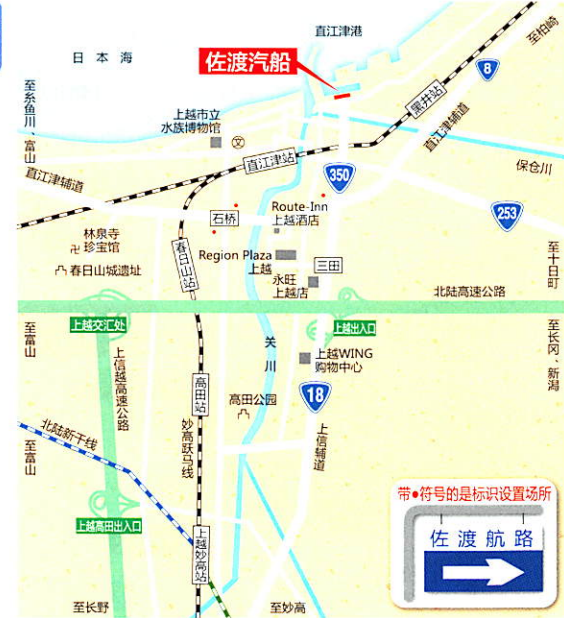 直江津港
至柏崎
日本海
佐渡汽船
8
黑井站
至糸鱼川、富山
上越市立
水族博物馆
文
直江津站
直江津辅道
350
保仓川
直江津辅道
253
石桥
Route-Inn
上越酒店
林泉寺
卍 珍宝馆
春日山站
Region Plaza
上越
三田
春日山城遗址
永旺
上越店
至十日町
北陆高速公路
上越交汇处
上越出入口
至富山
关川
至长冈、新潟
上信越高速公路
上越WING
购物中心
高田站
高田公园
18
北陆新干线
妙高跃马线
上信辅道
至富山
带●符号的是标识设置场所
佐渡航路
上越高田出入口
上越妙高站
至长野
至妙高